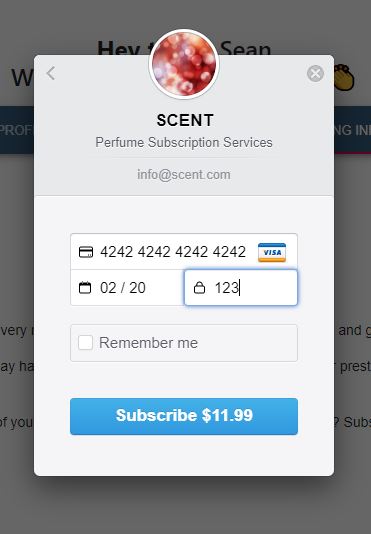 Hey Sean
W
PROF
NG IN
SCENT
Perfume Subscription Services
info@scent.com
4242 4242 4242 4242 VISA
02 / 20 123
Remember me
very and g
ay ha prest
Subscribe $11.99
of you ? Subs